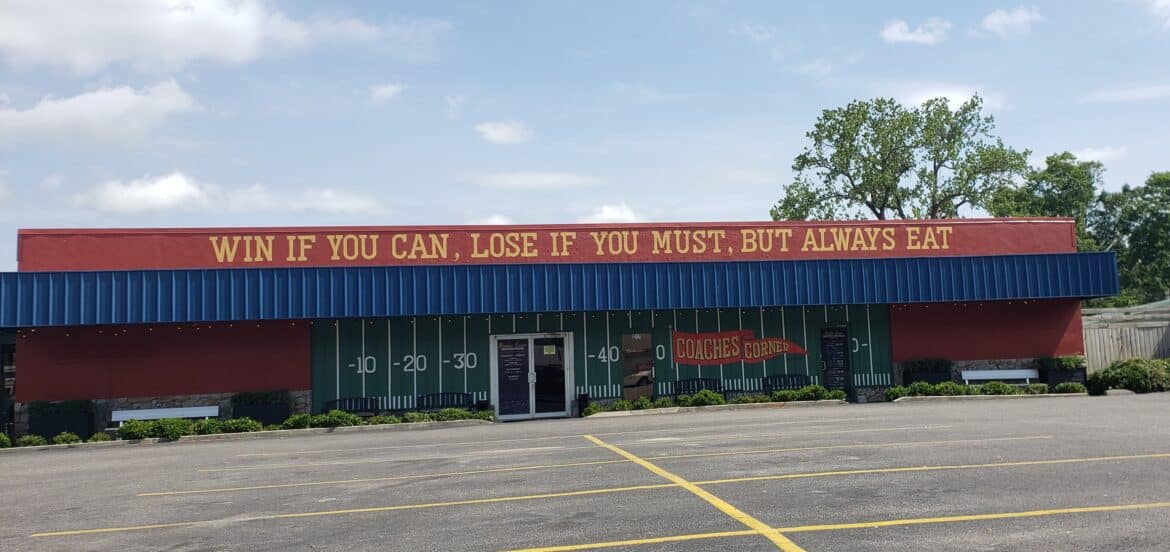 WIN IF YOU CAN, LOSE IF YOU MUST, BUT ALWAYS EAT
-10 -20 -30 -40
COACHES CORNER